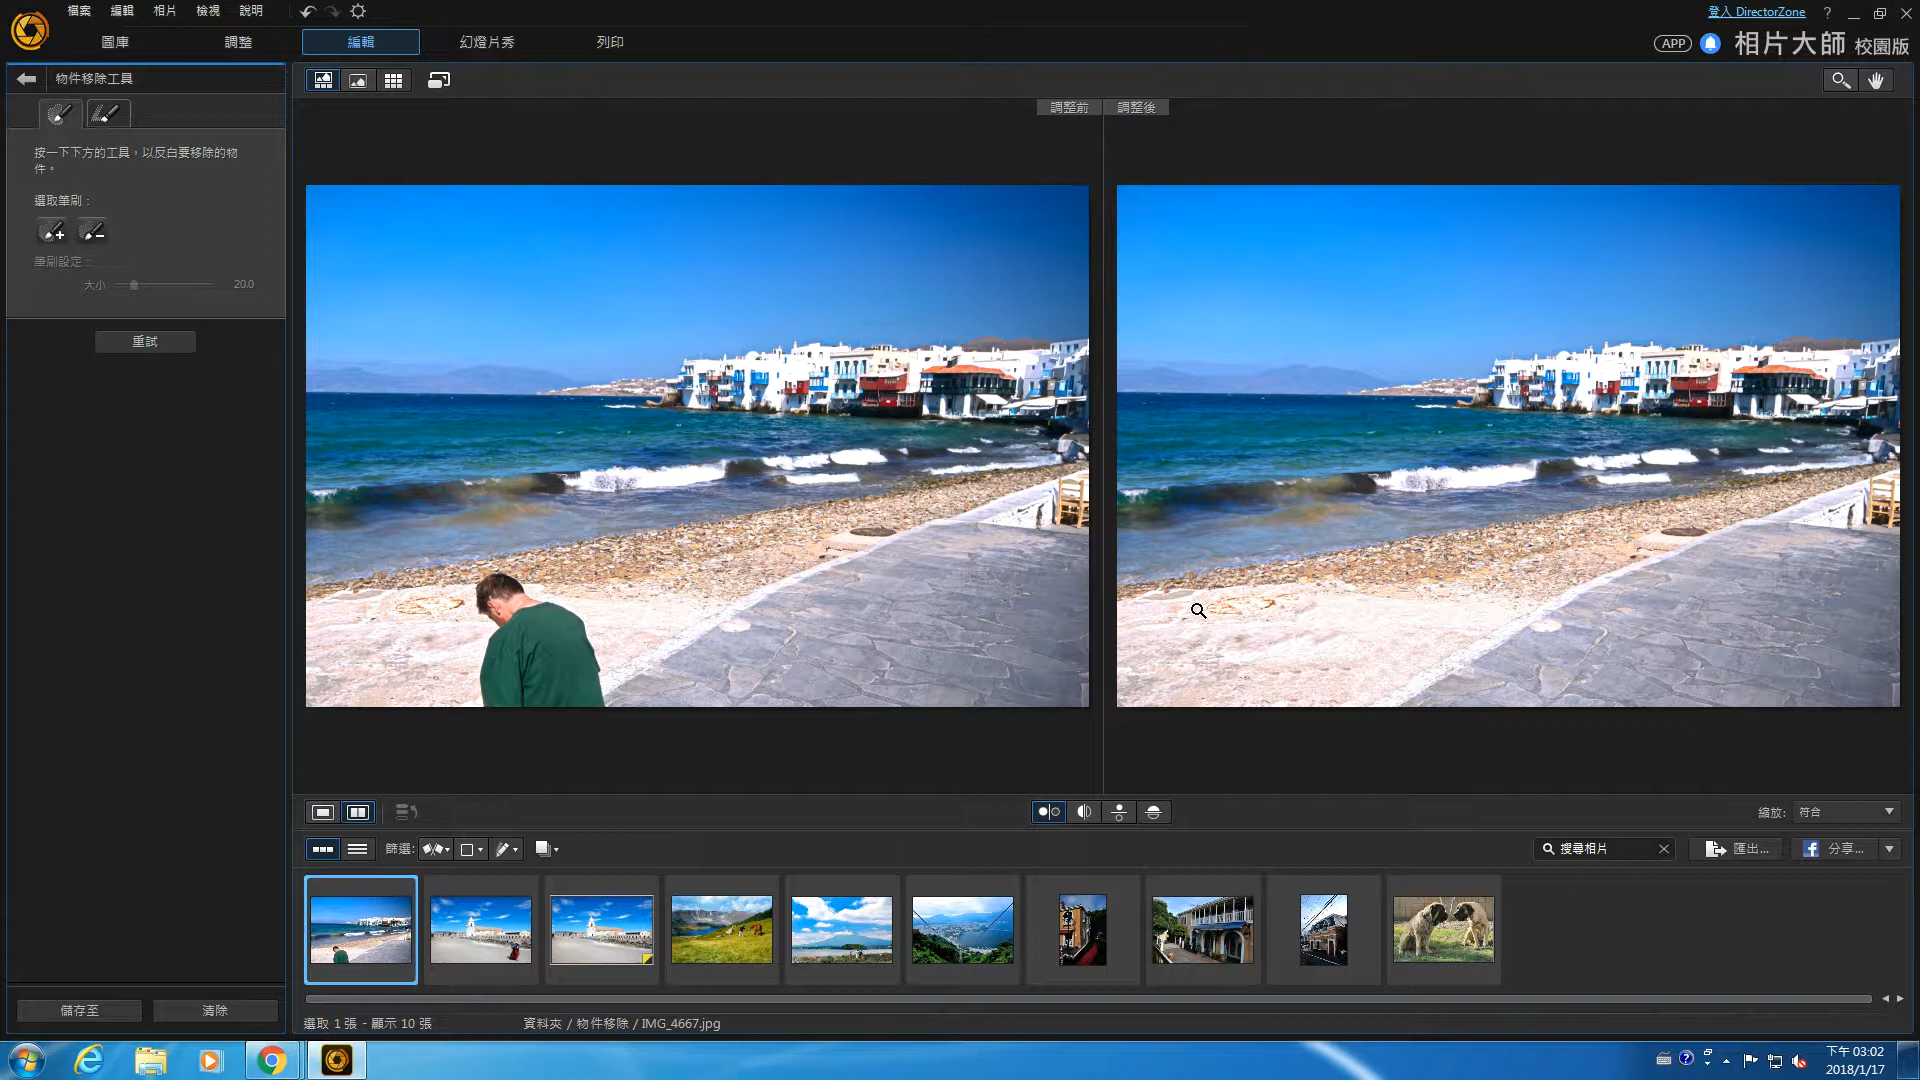 檔案 編輯 相片 檢視 說明
登入 DirectorZone
?
圖庫 調整 編輯 幻燈片秀 列印
APP 相片大師 校園版
物件移除工具
調整前 調整後
按一下下方的工具，以反白要移除的物
件。
選取筆刷：
筆刷設定：
大小 20.0
重試
縮放: 符合
篩選:
搜尋相片
匯出...
分享...
儲存至 清除
選取 1 張 - 顯示 10 張 資料夾 / 物件移除 / IMG_4667.jpg
下午 03:02
2018/1/17